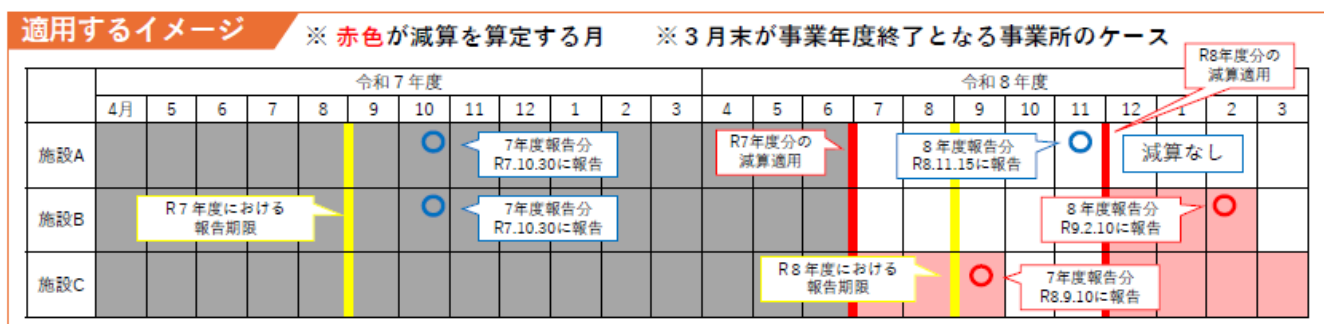 適用するイメージ ※ 赤色が減算を算定する月 ※３月末が事業年度終了となる事業所のケース
R8年度分の
減算適用
令和７年度 令和８年度
4月 5 6 7 8 9 10 11 12 1 2 3 4 5 6 7 8 9 10 11 12 1 2 3
施設A
7年度報告分
R7.10.30に報告
R7年度分の
減算適用
８年度報告分
R8.11.15に報告
減算なし
施設B
R７年度における
報告期限
7年度報告分
R7.10.30に報告
８年度報告分
R9.2.10に報告
施設C
R８年度における
報告期限
7年度報告分
R8.9.10に報告